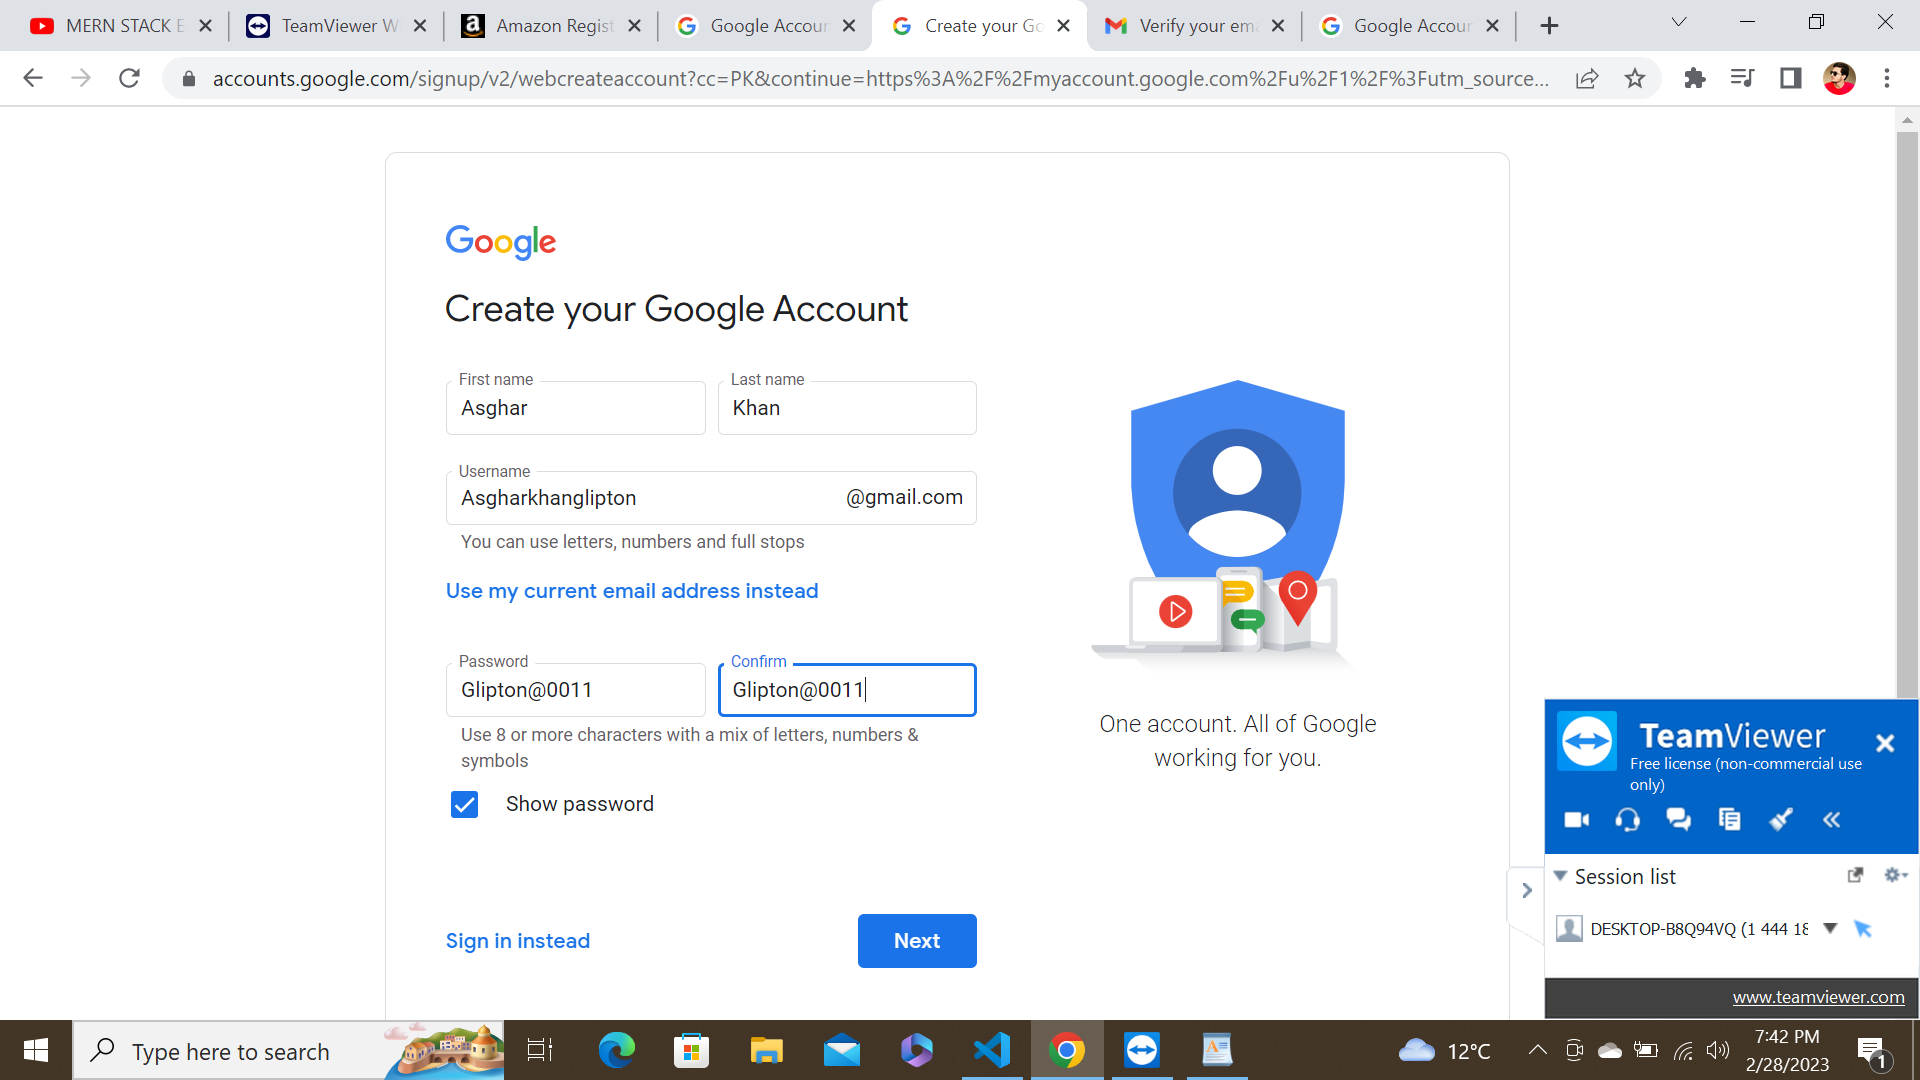 MERN STACK E
TeamViewer W
Amazon Regist
Google Accour
Create your Go
Verify your ema
Google Accour
accounts.google.com/signup/v2/webcreateaccount?cc=PK&continue=https%3A%2F%2Fmyaccount.google.com%2Fu%2F1%2F%3Futm_source...
Google
Create your Google Account
First name
Last name
Asghar
Khan
Username
Asgharkhanglipton
@gmail.com
You can use letters, numbers and full stops
Use my current email address instead
Password
Confirm
Glipton@0011
Glipton@0011
Use 8 or more characters with a mix of letters, numbers &
symbols
Show password
Sign in instead
Next
One account. All of Google
working for you.
TeamViewer
Free license (non-commercial use
only)
Session list
DESKTOP-B8Q94VQ (1 444 18
www.teamviewer.com
Type here to search
12°C
7:42 PM
2/28/2023
1